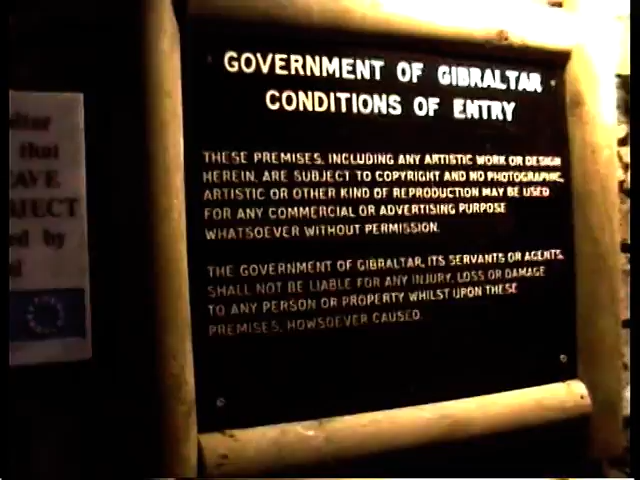 GOVERNMENT OF GIBRALTAR
CONDITIONS OF ENTRY
THESE PREMISES, INCLUDING ANY ARTISTIC WORK OR DESIGN
HEREIN, ARE SUBJECT TO COPYRIGHT AND NO PHOTOGRAPHIC,
ARTISTIC OR OTHER KIND OF REPRODUCTION MAY BE USED
FOR ANY COMMERCIAL OR ADVERTISING PURPOSE
WHATSOEVER WITHOUT PERMISSION.
THE GOVERNMENT OF GIBRALTAR, ITS SERVANTS OR AGENTS,
SHALL NOT BE LIABLE FOR ANY INJURY, LOSS OR DAMAGE
TO ANY PERSON OR PROPERTY WHILST UPON THESE
PREMISES, HOWSOEVER CAUSED.
that
by